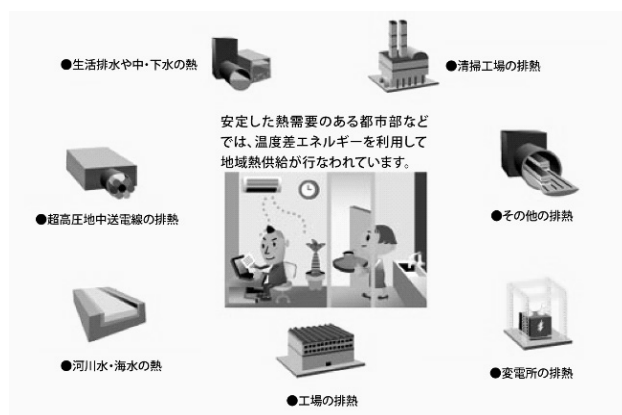 ●生活排水や中・下水の熱
●清掃工場の排熱
安定した熱需要のある都市部など
では、温度差エネルギーを利用して
地域熱供給が行なわれています。
●超高圧地中送電線の排熱
●その他の排熱
●河川水・海水の熱
●変電所の排熱
●工場の排熱